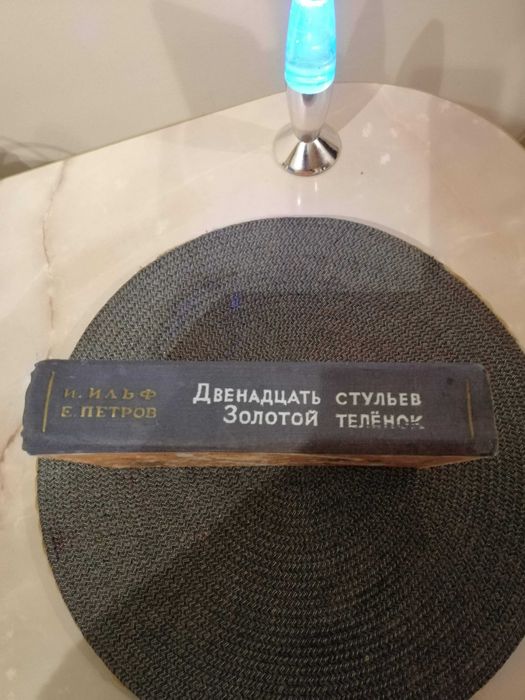 И. ИЛЬФ
Е. ПЕТРОВ
ДВЕНАДЦАТЬ СТУЛЬЕВ
ЗОЛОТОЙ ТЕЛЁНОК